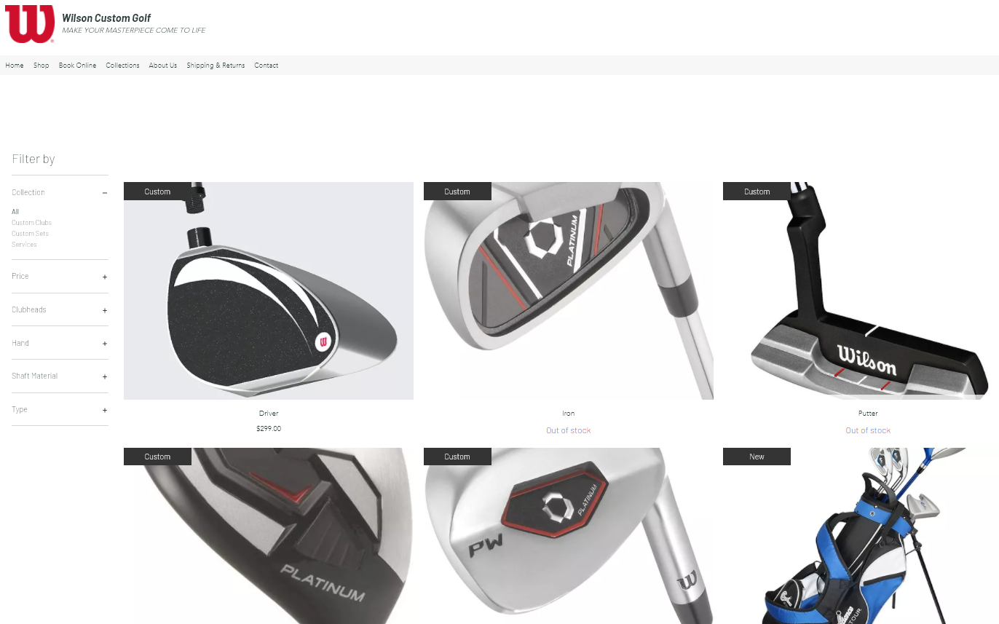 W
Wilson Custom Golf
MAKE YOUR MASTERPIECE COME TO LIFE
Home Shop Book Online Collections About Us Shipping & Returns Contact
Filter by
Collection −
All
Custom Clubs
Custom Sets
Services
Price +
Clubheads +
Hand +
Shaft Material +
Type +
Custom
W
Driver
$299.00
Custom
PLATINUM
Iron
Out of stock
Custom
Wilson
Putter
Out of stock
Custom
PLATINUM
Custom
PLATINUM
PW
W
New
TOUR